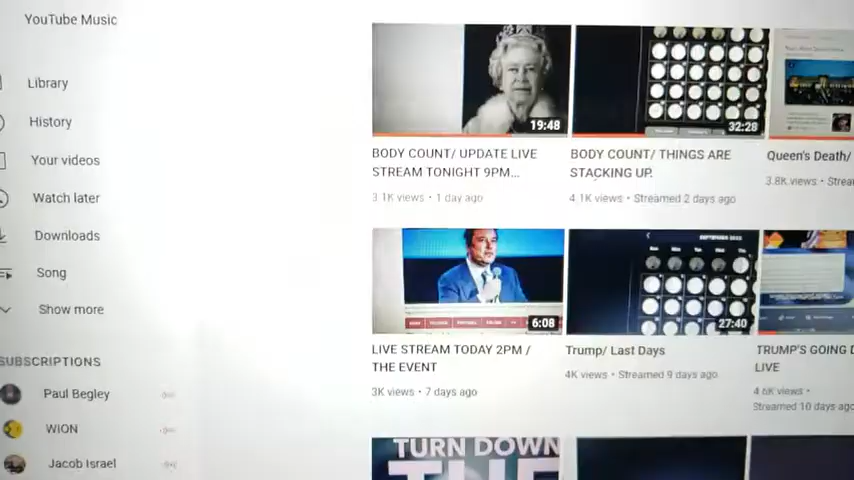 YouTube Music
Library
History
Your videos
Watch later
Downloads
Song
Show more
SUBSCRIPTIONS
Paul Begley
WION
Jacob Israel
19:48
BODY COUNT/ UPDATE LIVE
STREAM TONIGHT 9PM...
3.1K views • 1 day ago
32:28
BODY COUNT/ THINGS ARE
STACKING UP.
4.1K views • Streamed 2 days ago
Queen's Death/
3.8K views • Strea
6:08
LIVE STREAM TODAY 2PM /
THE EVENT
3K views • 7 days ago
27:40
Trump/ Last Days
4K views • Streamed 9 days ago
TRUMP'S GOING D
LIVE
4.6K views •
Streamed 10 days ago
TURN DOWN
THE